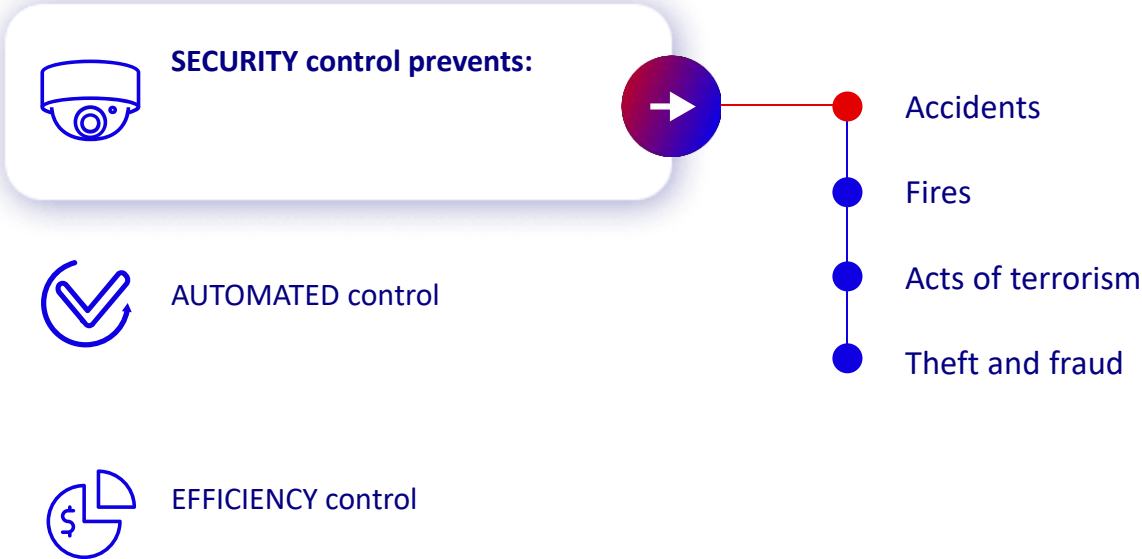 SECURITY control prevents:
Accidents
Fires
Acts of terrorism
Theft and fraud
AUTOMATED control
$
EFFICIENCY control